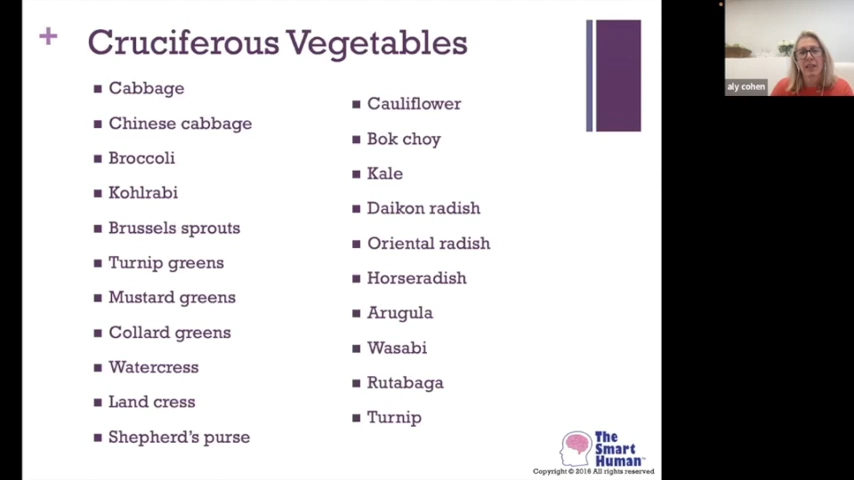 +
Cruciferous Vegetables
■ Cabbage
■ Chinese cabbage
■ Broccoli
■ Kohlrabi
■ Brussels sprouts
■ Turnip greens
■ Mustard greens
■ Collard greens
■ Watercress
■ Land cress
■ Shepherd's purse
■ Cauliflower
■ Bok choy
■ Kale
■ Daikon radish
■ Oriental radish
■ Horseradish
■ Arugula
■ Wasabi
■ Rutabaga
■ Turnip
The
Smart
Human™
Copyright © 2016 All rights reserved
aly cohen